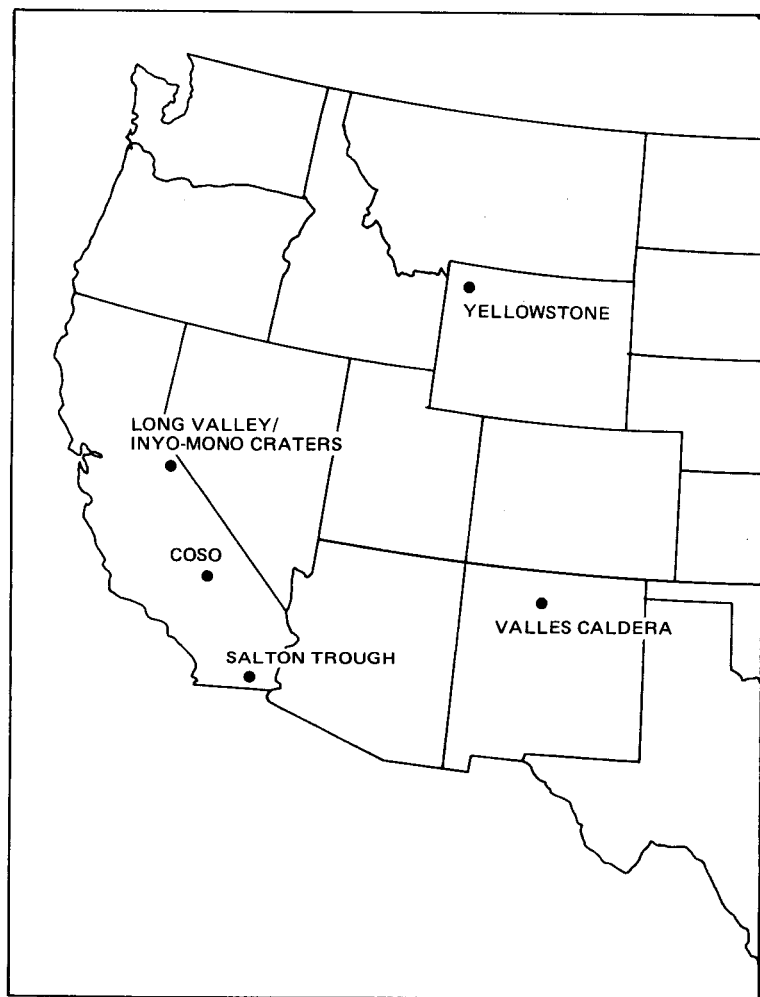 YELLOWSTONE
LONG VALLEY/
INYO-MONO CRATERS
COSO
VALLES CALDERA
SALTON TROUGH